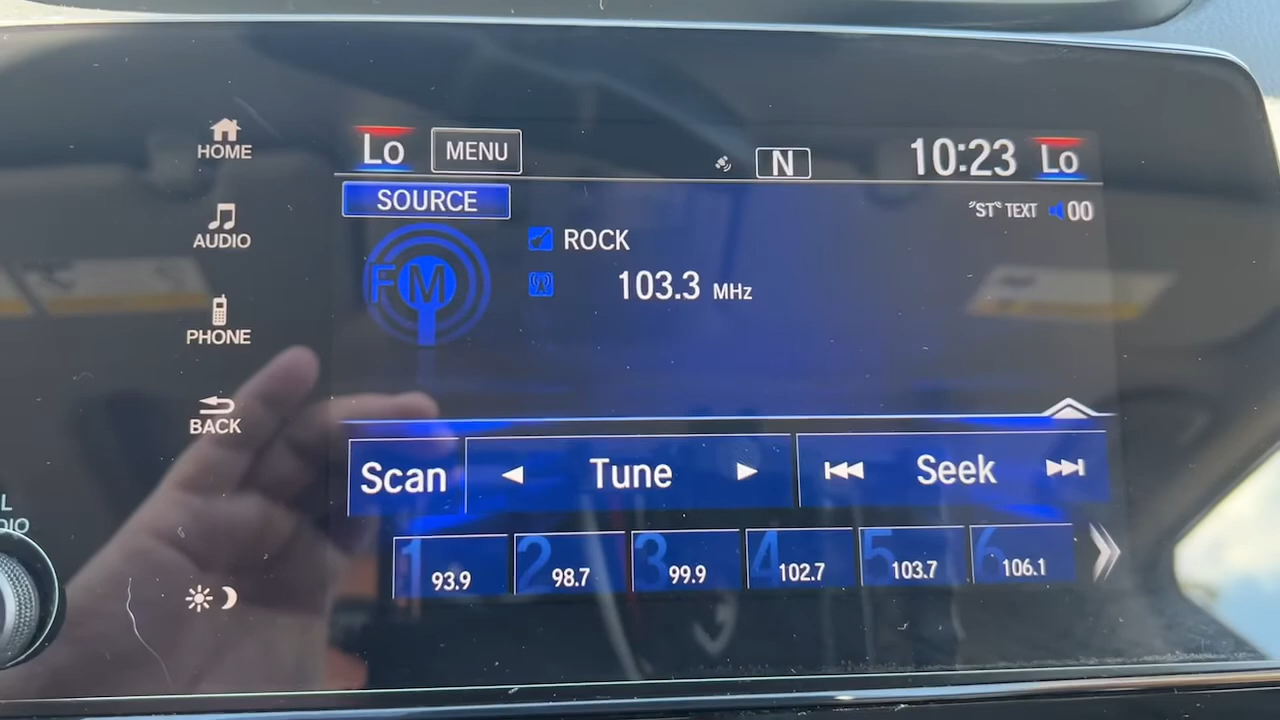 HOME
AUDIO
PHONE
BACK
Lo MENU N 10:23 Lo
SOURCE
"ST" TEXT 00
FM
ROCK
103.3 MHz
Scan Tune Seek
1 93.9 2 98.7 3 99.9 4 102.7 5 103.7 6 106.1